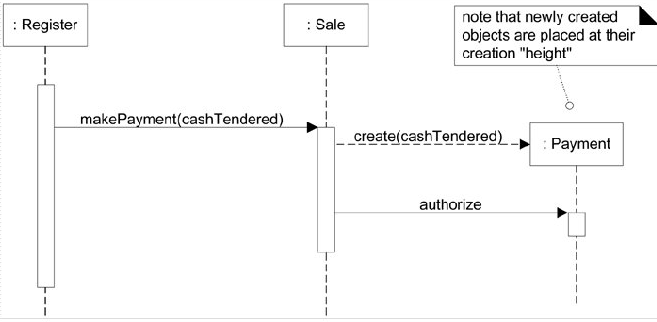 : Register
: Sale
note that newly created
objects are placed at their
creation "height"
makePayment(cashTendered)
create(cashTendered)
: Payment
authorize